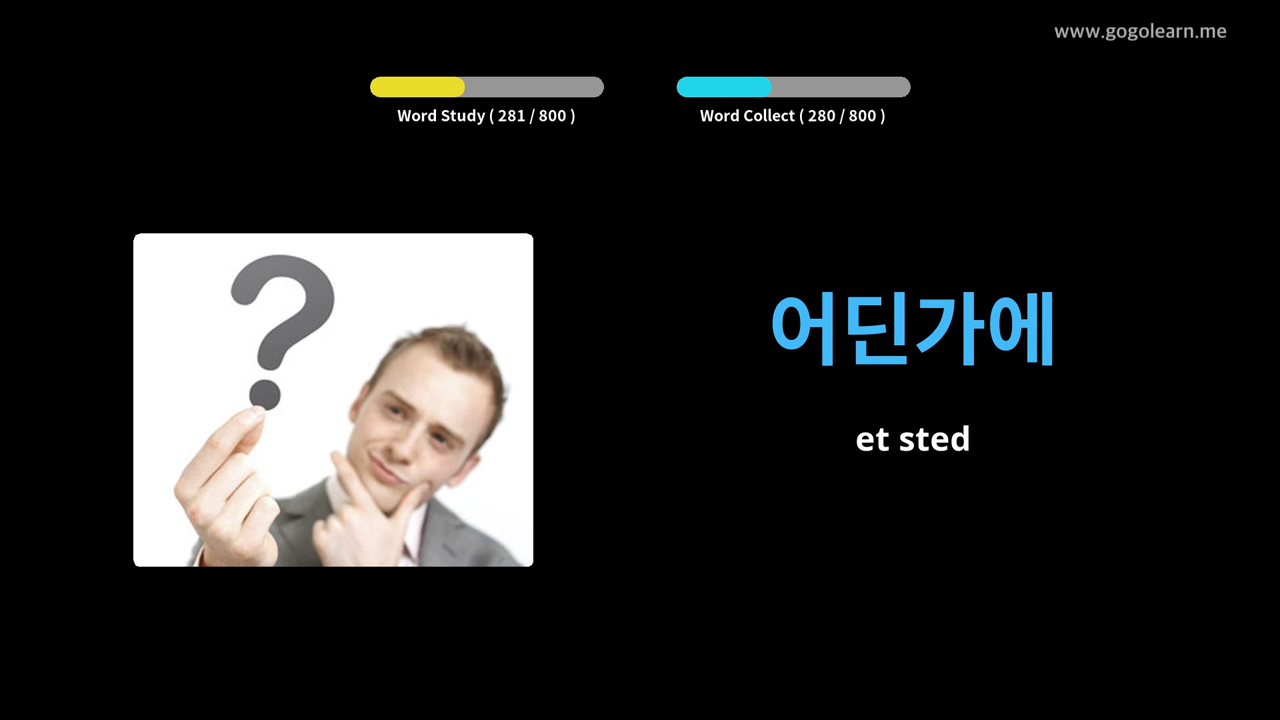 www.gogolearn.me
Word Study ( 281 / 800 )
Word Collect ( 280 / 800 )
?
어딘가에
et sted